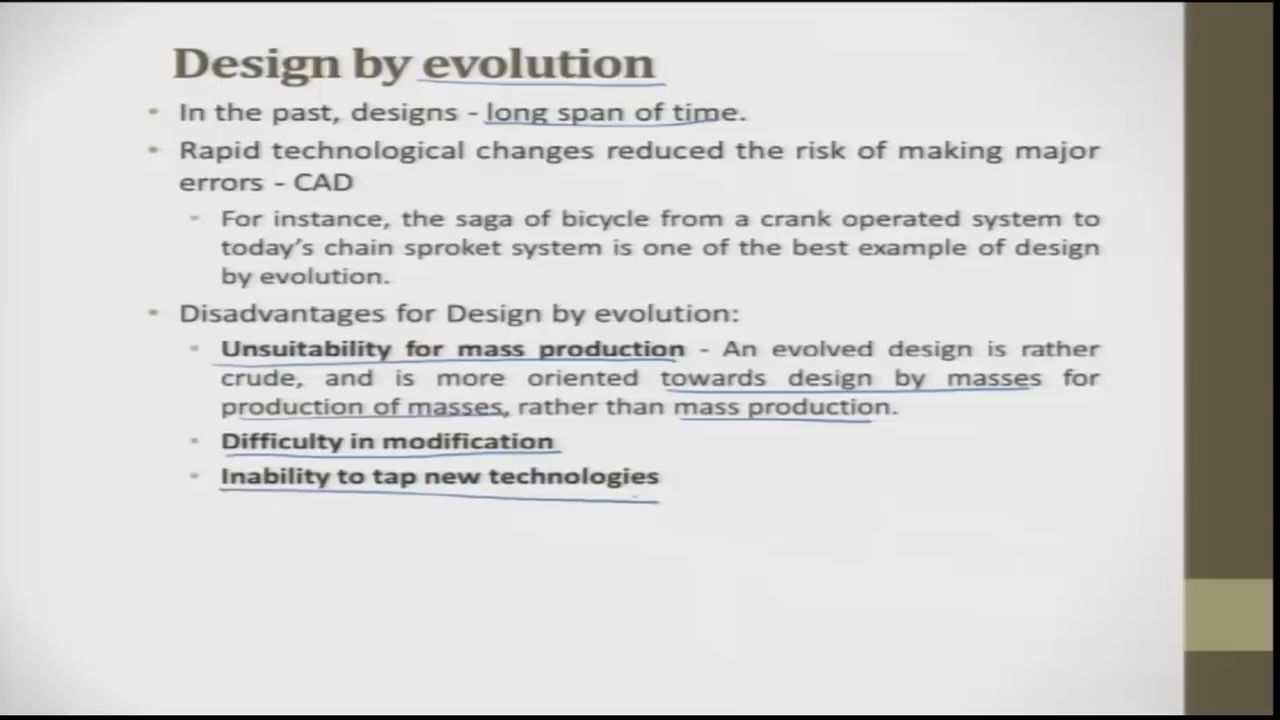 Design by evolution
• In the past, designs - long span of time.
• Rapid technological changes reduced the risk of making major
errors - CAD
• For instance, the saga of bicycle from a crank operated system to
today's chain sproket system is one of the best example of design
by evolution.
• Disadvantages for Design by evolution:
• Unsuitability for mass production - An evolved design is rather
crude, and is more oriented towards design by masses for
production of masses, rather than mass production.
• Difficulty in modification
• Inability to tap new technologies